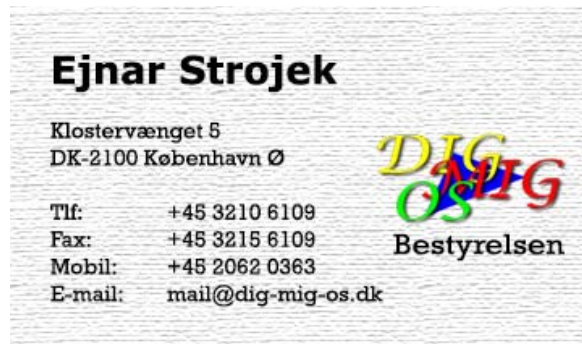 Ejnar Strojek
Klostervænget 5
DK-2100 København Ø
Tlf: +45 3210 6109
Fax: +45 3215 6109
Mobil: +45 2062 0363
E-mail: mail@dig-mig-os.dk
DIG
MIG
OS
Bestyrelsen